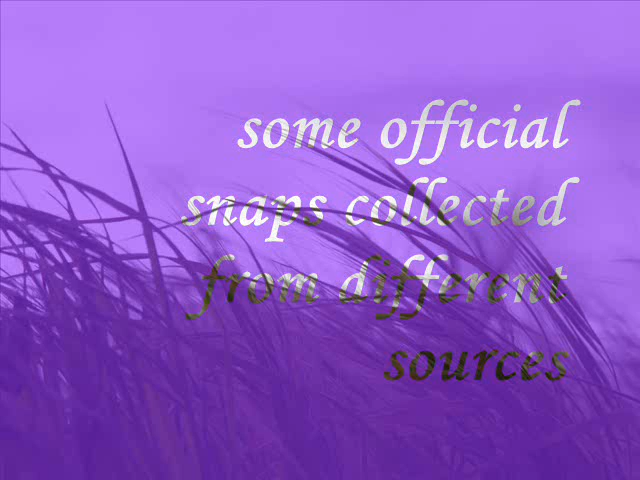 some official
snaps collected
from different
sources